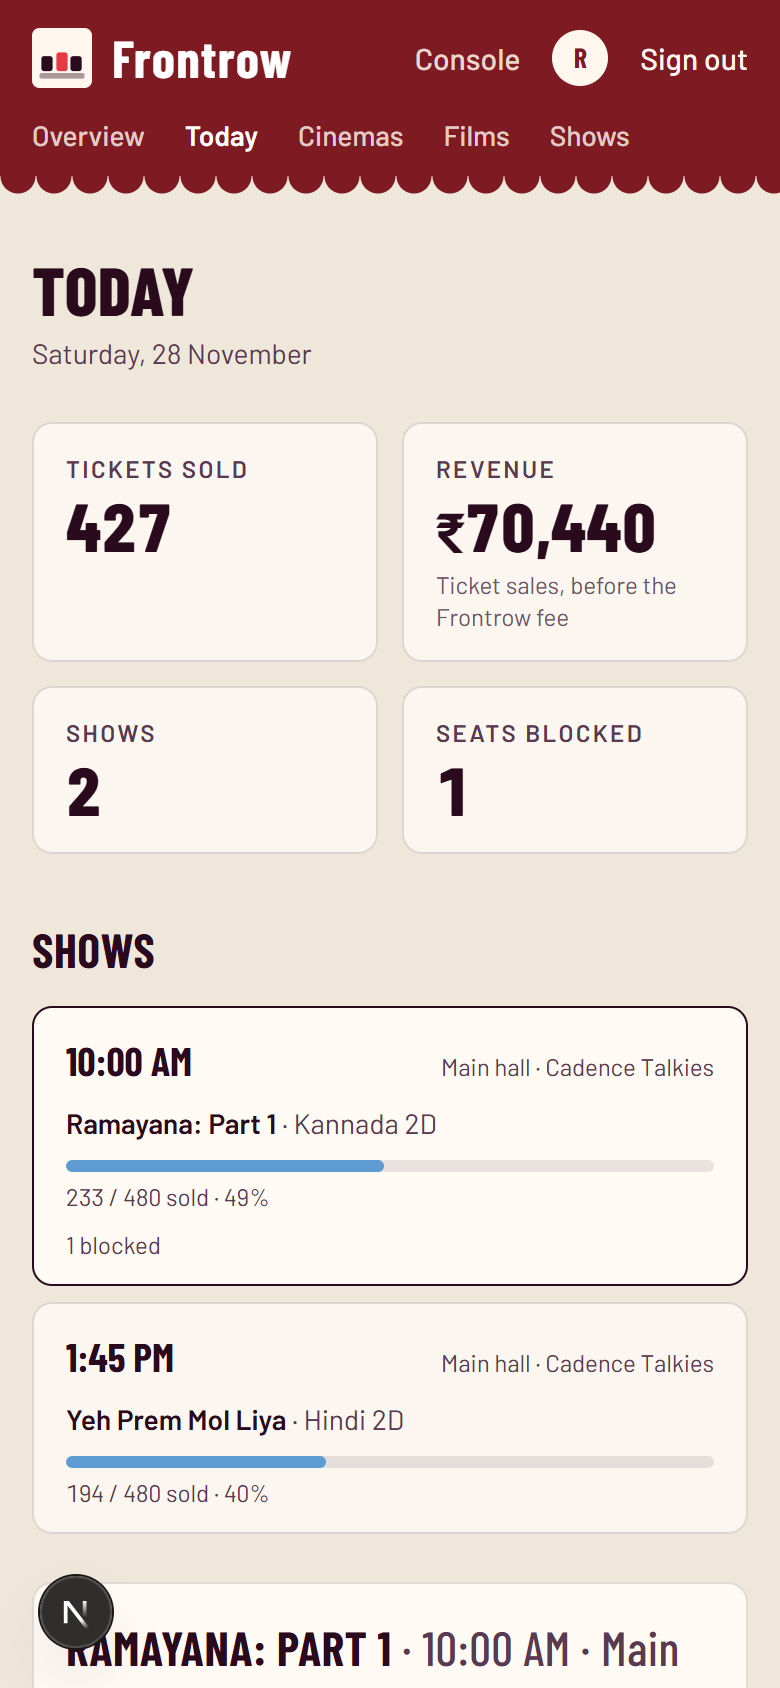 Frontrow
Console
R
Sign out
Overview
Today
Cinemas
Films
Shows
TODAY
Saturday, 28 November
TICKETS SOLD
427
REVENUE
₹70,440
Ticket sales, before the
Frontrow fee
SHOWS
2
SEATS BLOCKED
1
SHOWS
10:00 AM
Main hall · Cadence Talkies
Ramayana: Part 1 · Kannada 2D
233 / 480 sold · 49%
1 blocked
1:45 PM
Main hall · Cadence Talkies
Yeh Prem Mol Liya · Hindi 2D
194 / 480 sold · 40%
N
RAMAYANA: PART 1 · 10:00 AM · Main